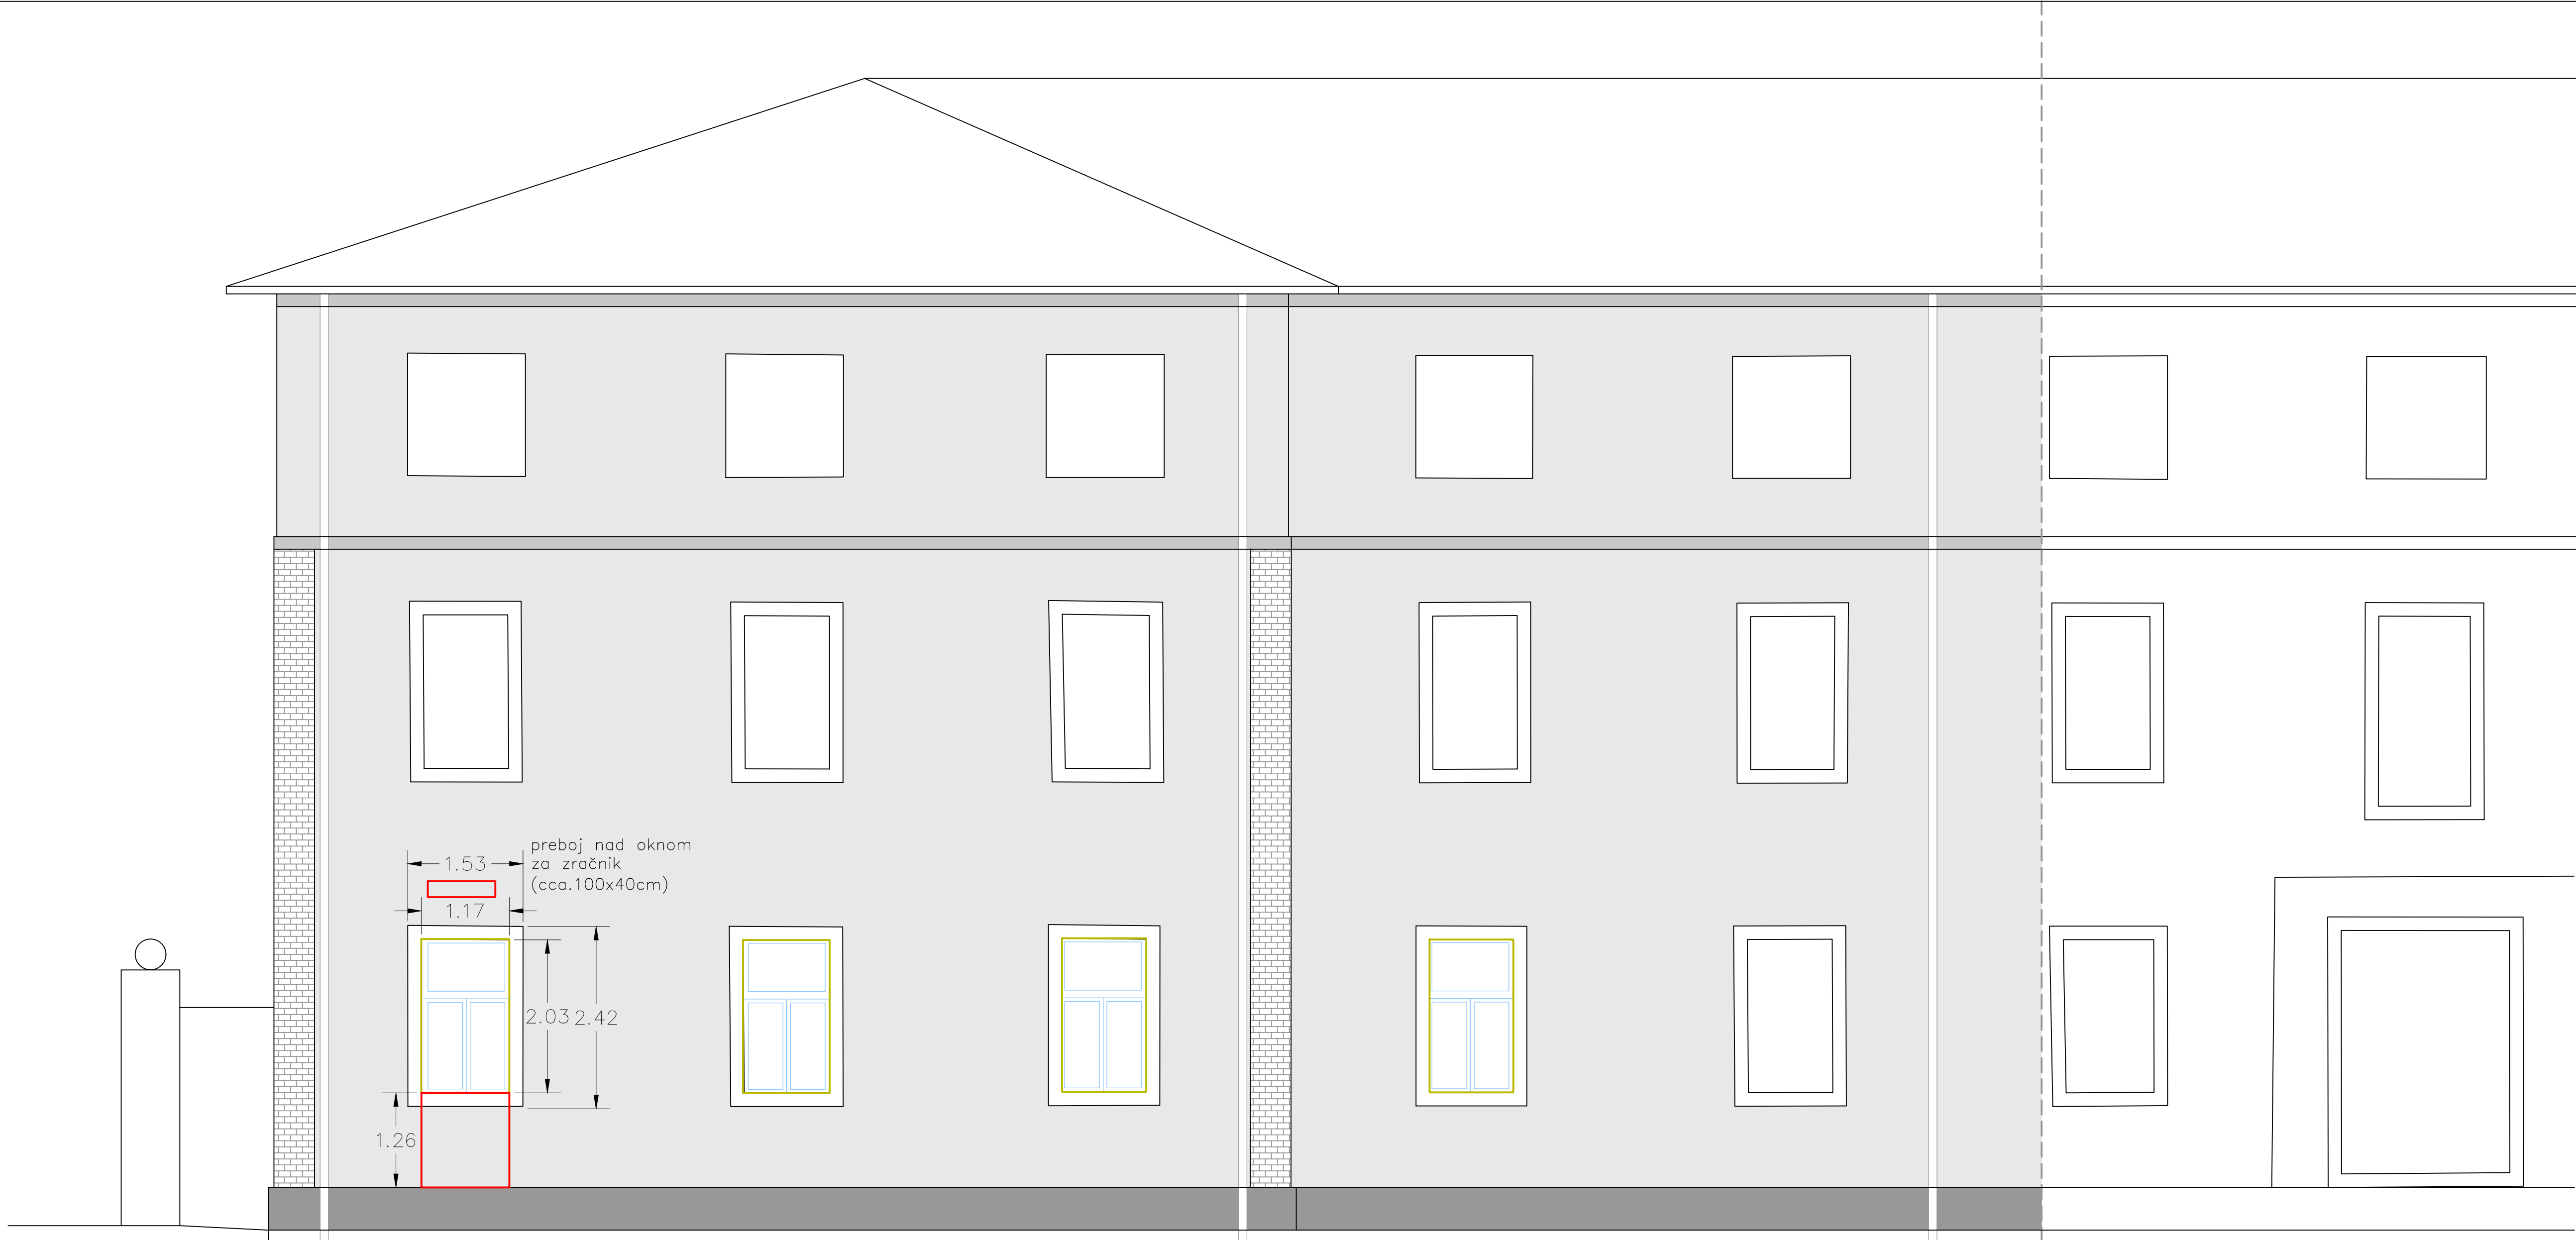 preboj nad oknom
za zračnik
(cca.100x40cm)
1.53
1.17
2.03
2.42
1.26